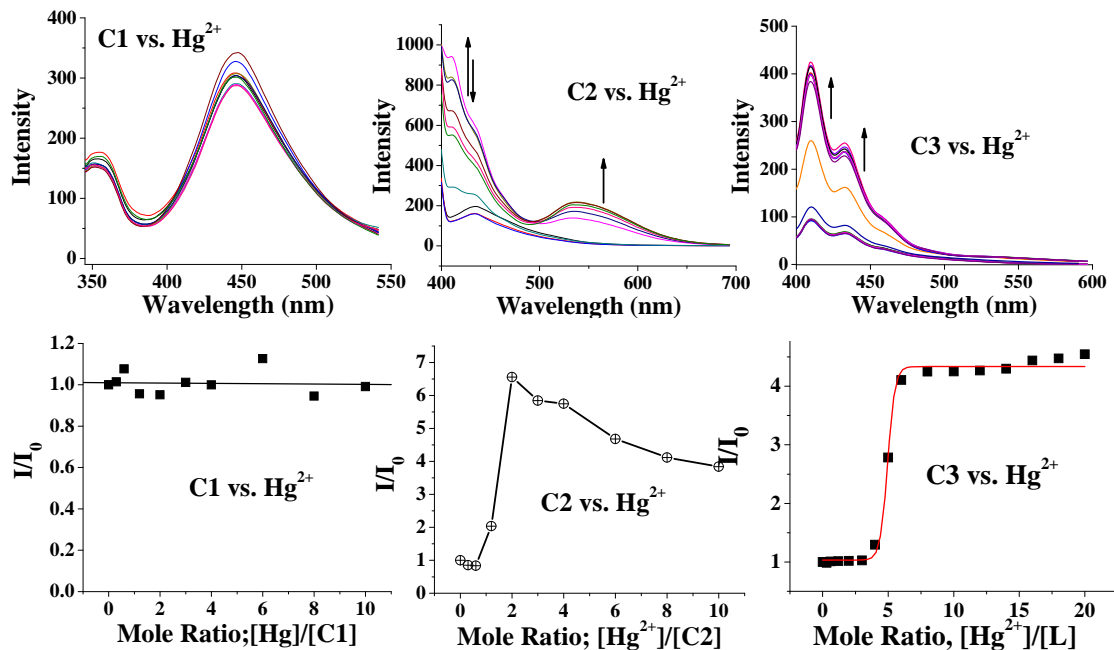 C1 vs. Hg2+
Intensity
400
300
200
100
0
350 400 450 500 550
Wavelength (nm)
C2 vs. Hg2+
Intensity
1000
800
600
400
200
0
400 500 600 700
Wavelength (nm)
C3 vs. Hg2+
Intensity
500
400
300
200
100
0
400 450 500 550 600
Wavelength (nm)
I/I0
1.2
1.0
0.8
0.6
0.4
0.2
0.0
C1 vs. Hg2+
0 2 4 6 8 10
Mole Ratio;[Hg]/[C1]
I/I0
7
6
5
4
3
2
1
0
C2 vs. Hg2+
0 2 4 6 8 10
Mole Ratio; [Hg2+]/[C2]
I/I0
4
3
2
1
C3 vs. Hg2+
0 5 10 15 20
Mole Ratio, [Hg2+]/[L]